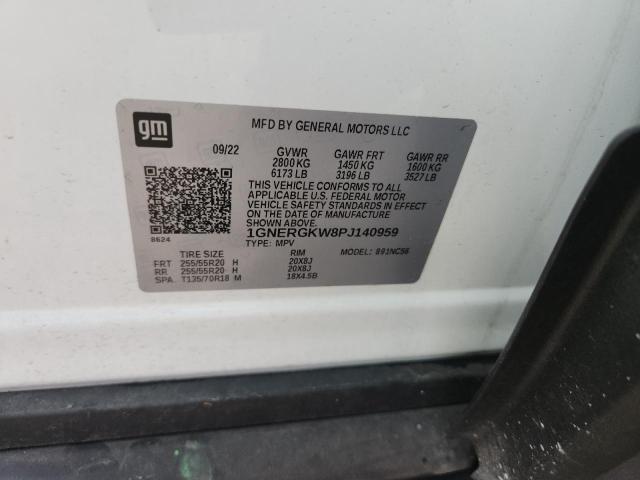 gm
MFD BY GENERAL MOTORS LLC
09/22 GVWR GAWR FRT GAWR RR
2800 KG 1450 KG 1600 KG
6173 LB 3196 LB 3527 LB
THIS VEHICLE CONFORMS TO ALL
APPLICABLE U.S. FEDERAL MOTOR
VEHICLE SAFETY STANDARDS IN
EFFECT ON THE DATE OF MANUFACTURE
SHOWN ABOVE.
1GNERGKW8PJ140959
8624 TYPE: MPV MODEL: 891NC56
TIRE SIZE RIM
FRT 255/55R20 H 20X8J
RR 255/55R20 H 20X8J
SPA. T135/70R18 M 18X4.5B